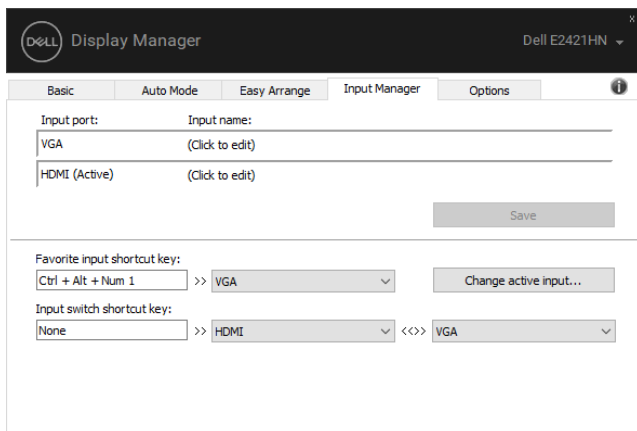 x
DELL Display Manager Dell E2421HN
Basic Auto Mode Easy Arrange Input Manager Options i
Input port: Input name:
VGA (Click to edit)
HDMI (Active) (Click to edit)
Save
Favorite input shortcut key:
Ctrl + Alt + Num 1 >> VGA Change active input...
Input switch shortcut key:
None >> HDMI <<>> VGA